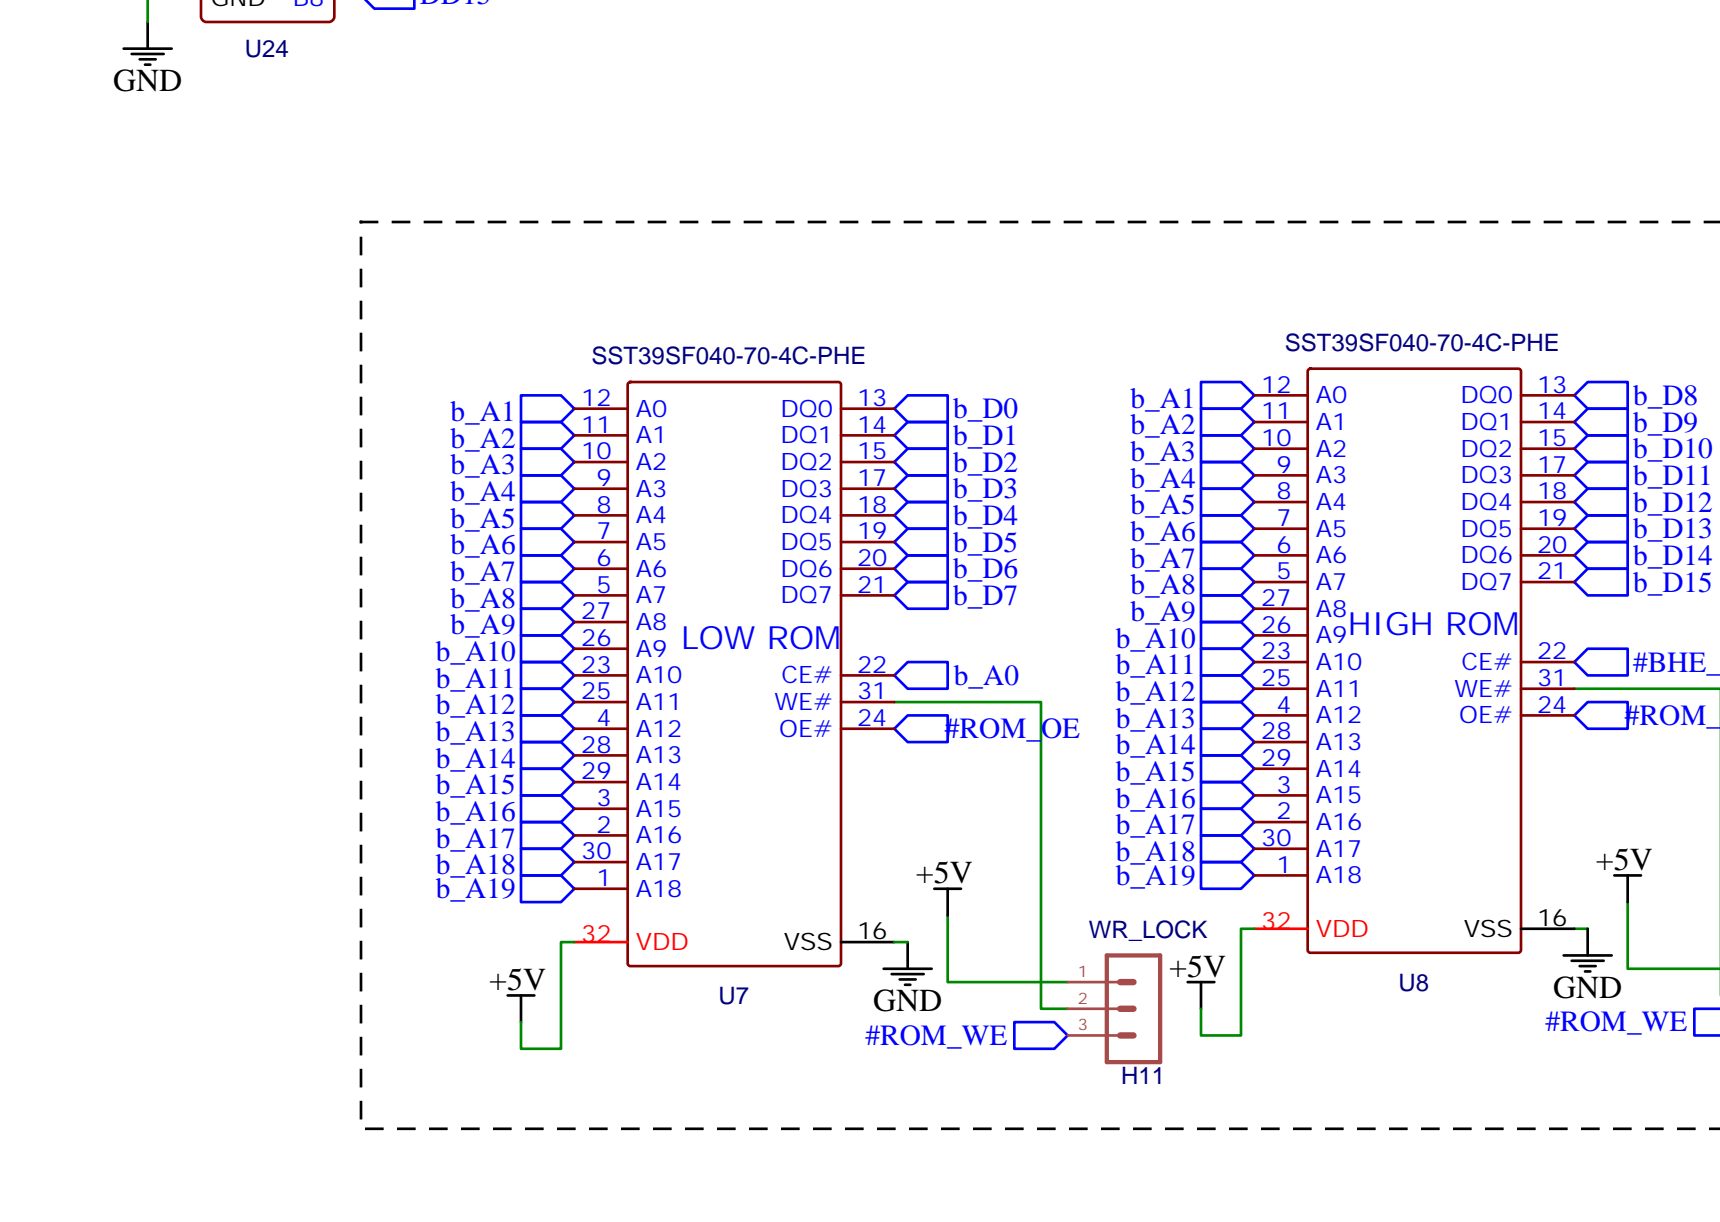 GND B8 DD15
U24
GND
SST39SF040-70-4C-PHE
b_A1 12 A0 DQ0 13 b_D0
b_A2 11 A1 DQ1 14 b_D1
b_A3 10 A2 DQ2 15 b_D2
b_A4 9 A3 DQ3 17 b_D3
b_A5 8 A4 DQ4 18 b_D4
b_A6 7 A5 DQ5 19 b_D5
b_A7 6 A6 DQ6 20 b_D6
b_A8 5 A7 DQ7 21 b_D7
b_A9 27 A8
LOW ROM
b_A10 26 A9
b_A11 23 A10 CE# 22 b_A0
b_A12 25 A11 WE# 31
b_A13 4 A12 OE# 24 #ROM_OE
b_A14 28 A13
b_A15 29 A14
b_A16 3 A15
b_A17 2 A16
b_A18 30 A17
b_A19 1 A18
32 VDD VSS 16
+5V
U7
GND
+5V
WR_LOCK
1
2
#ROM_WE 3
H11
SST39SF040-70-4C-PHE
b_A1 12 A0 DQ0 13 b_D8
b_A2 11 A1 DQ1 14 b_D9
b_A3 10 A2 DQ2 15 b_D10
b_A4 9 A3 DQ3 17 b_D11
b_A5 8 A4 DQ4 18 b_D12
b_A6 7 A5 DQ5 19 b_D13
b_A7 6 A6 DQ6 20 b_D14
b_A8 5 A7 DQ7 21 b_D15
b_A9 27 A8
HIGH ROM
b_A10 26 A9
b_A11 23 A10 CE# 22 #BHE_
b_A12 25 A11 WE# 31
b_A13 4 A12 OE# 24 #ROM_
b_A14 28 A13
b_A15 29 A14
b_A16 3 A15
b_A17 2 A16
b_A18 30 A17
b_A19 1 A18
32 VDD VSS 16
+5V
U8
GND
+5V
#ROM_WE